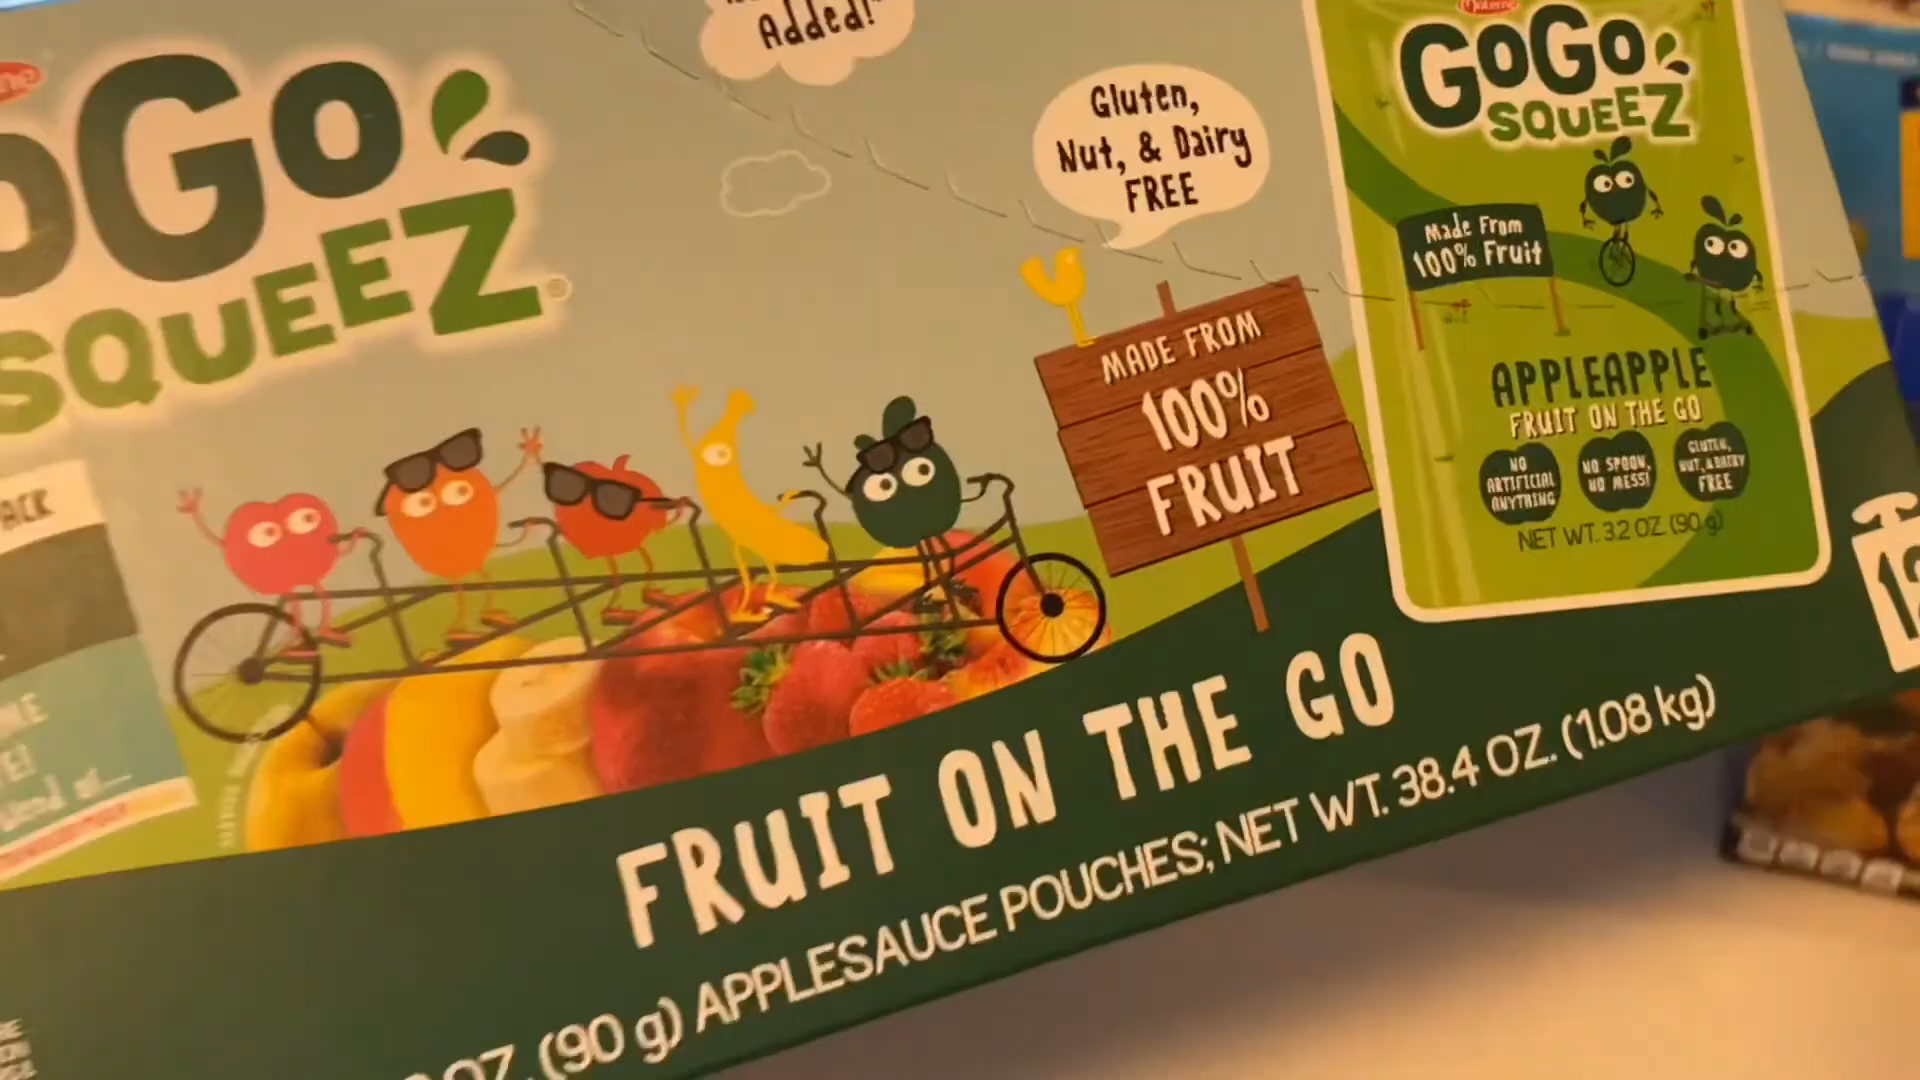 Added!*
GoGo
SQUEEZ
Gluten,
Nut, & Dairy
FREE
MADE FROM
100%
FRUIT
GoGo
SQUEEZ
Made From
100% Fruit
APPLEAPPLE
FRUIT ON THE GO
NO
ARTIFICIAL
ANYTHING
NO SPOON,
NO MESS!
GLUTEN,
NUT, & DAIRY
FREE
NET WT. 3.2 OZ. (90 g)
FRUIT ON THE GO
OZ. (90 g) APPLESAUCE POUCHES; NET WT. 38.4 OZ. (1.08 kg)